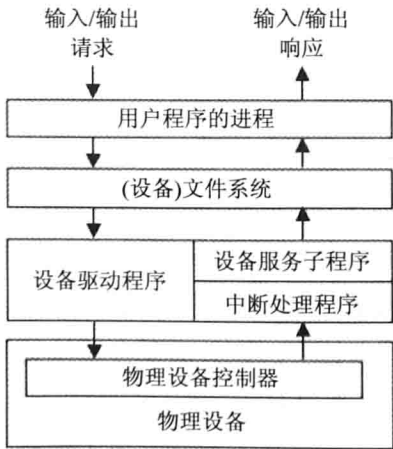 输入/输出
请求
输入/输出
响应
用户程序的进程
(设备)文件系统
设备驱动程序
设备服务子程序
中断处理程序
物理设备控制器
物理设备